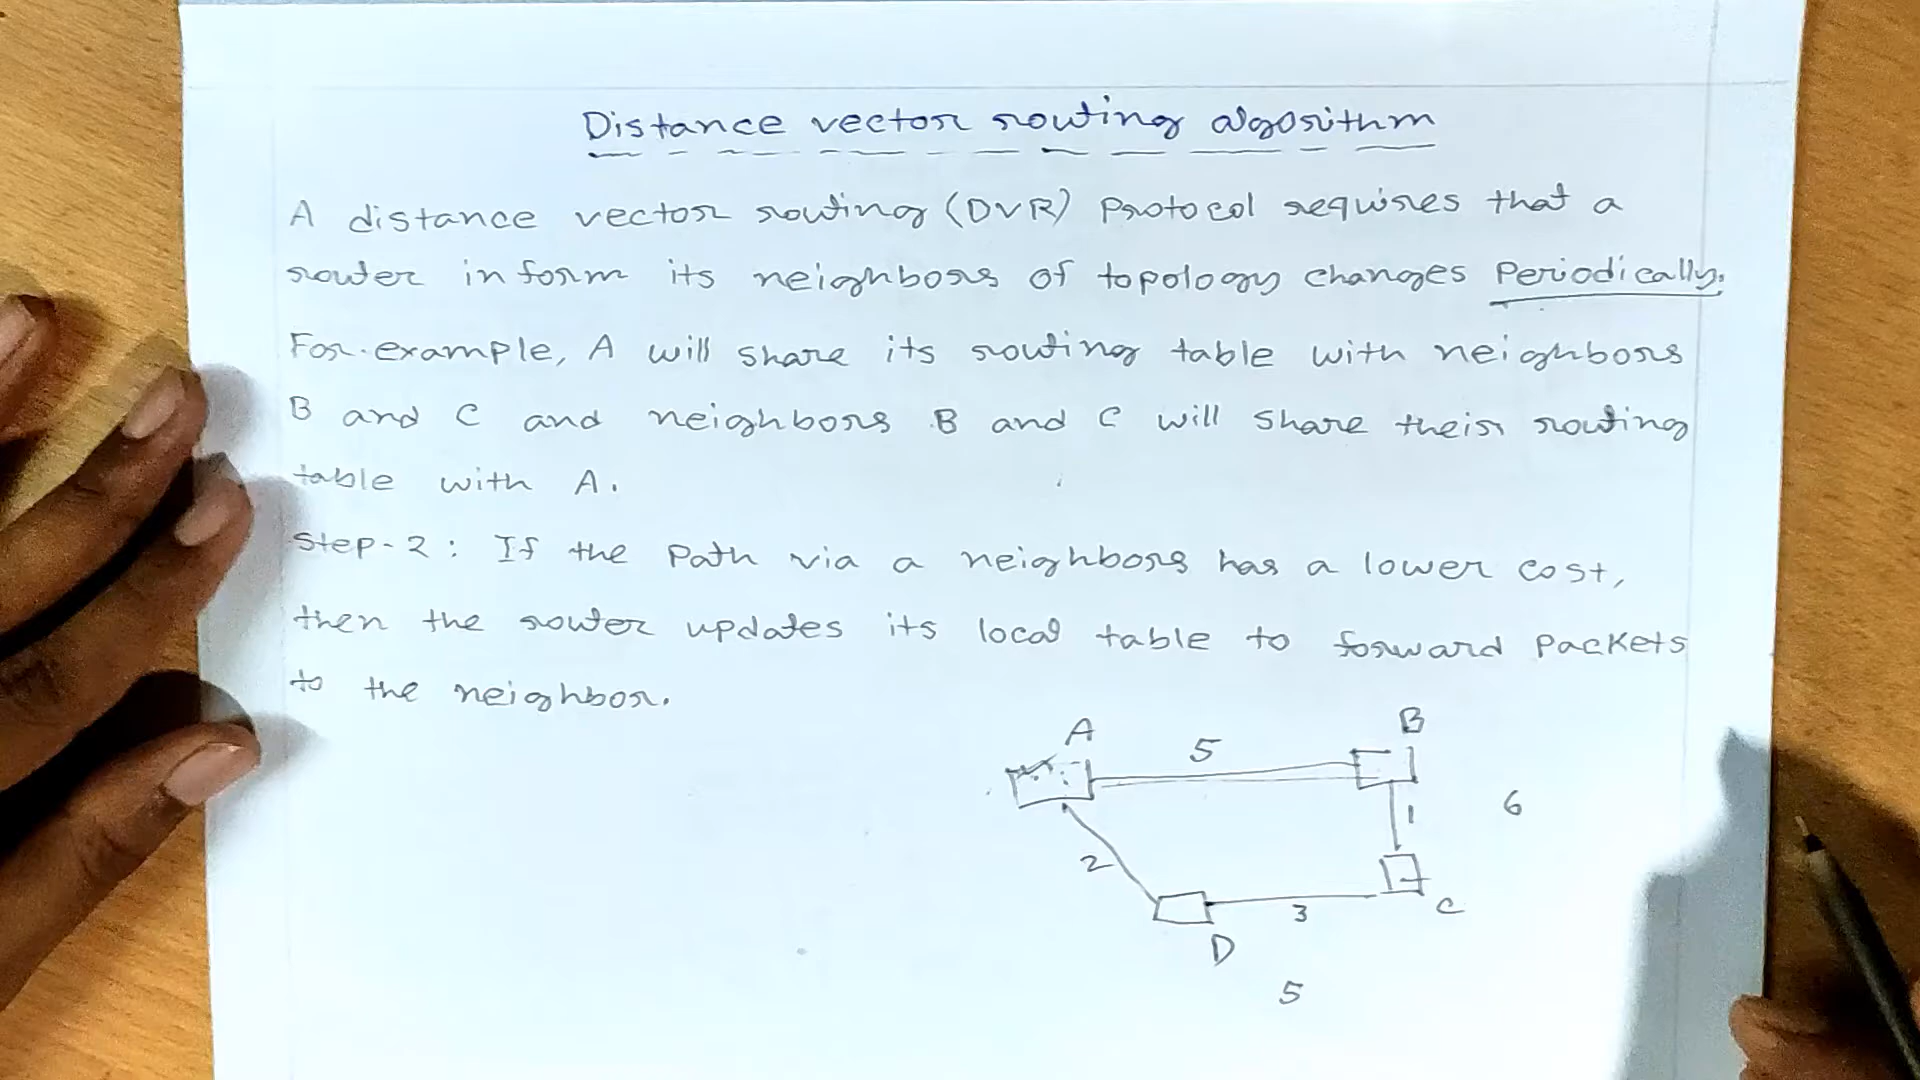 Distance vector routing algorithm
A distance vector routing (DVR) Protocol requires that a
router inform its neighbors of topology changes Periodically.
For example, A will share its routing table with neighbors
B and C and neighbors B and C will share their routing
table with A.
Step-2: If the Path via a neighbors has a lower cost,
then the router updates its local table to forward Packets
to the neighbor.
A 5 B
1 6
2
3 C
D
5